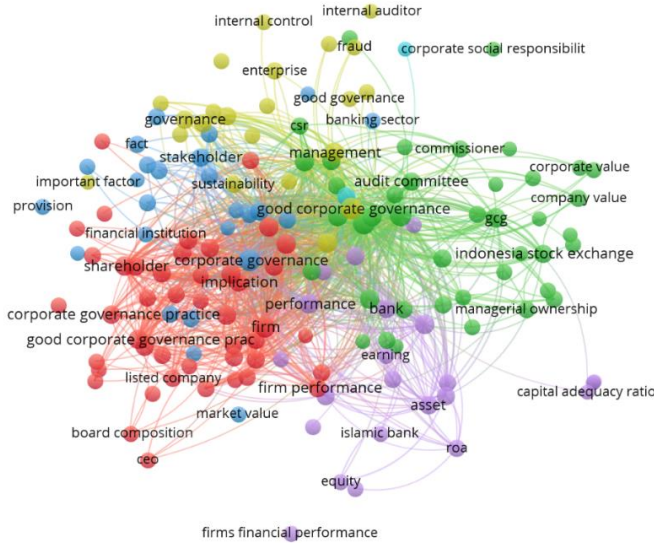 internal auditor
internal control
fraud
corporate social responsibilit
enterprise
good governance
governance
csr
banking sector
fact
stakeholder
management
commissioner
important factor
sustainability
audit committee
corporate value
provision
good corporate governance
company value
gcg
financial institution
shareholder
corporate governance
indonesia stock exchange
implication
performance
bank
managerial ownership
corporate governance practice
firm
good corporate governance prac
earning
listed company
firm performance
capital adequacy ratio
market value
asset
board composition
islamic bank
roa
ceo
equity
firms financial performance